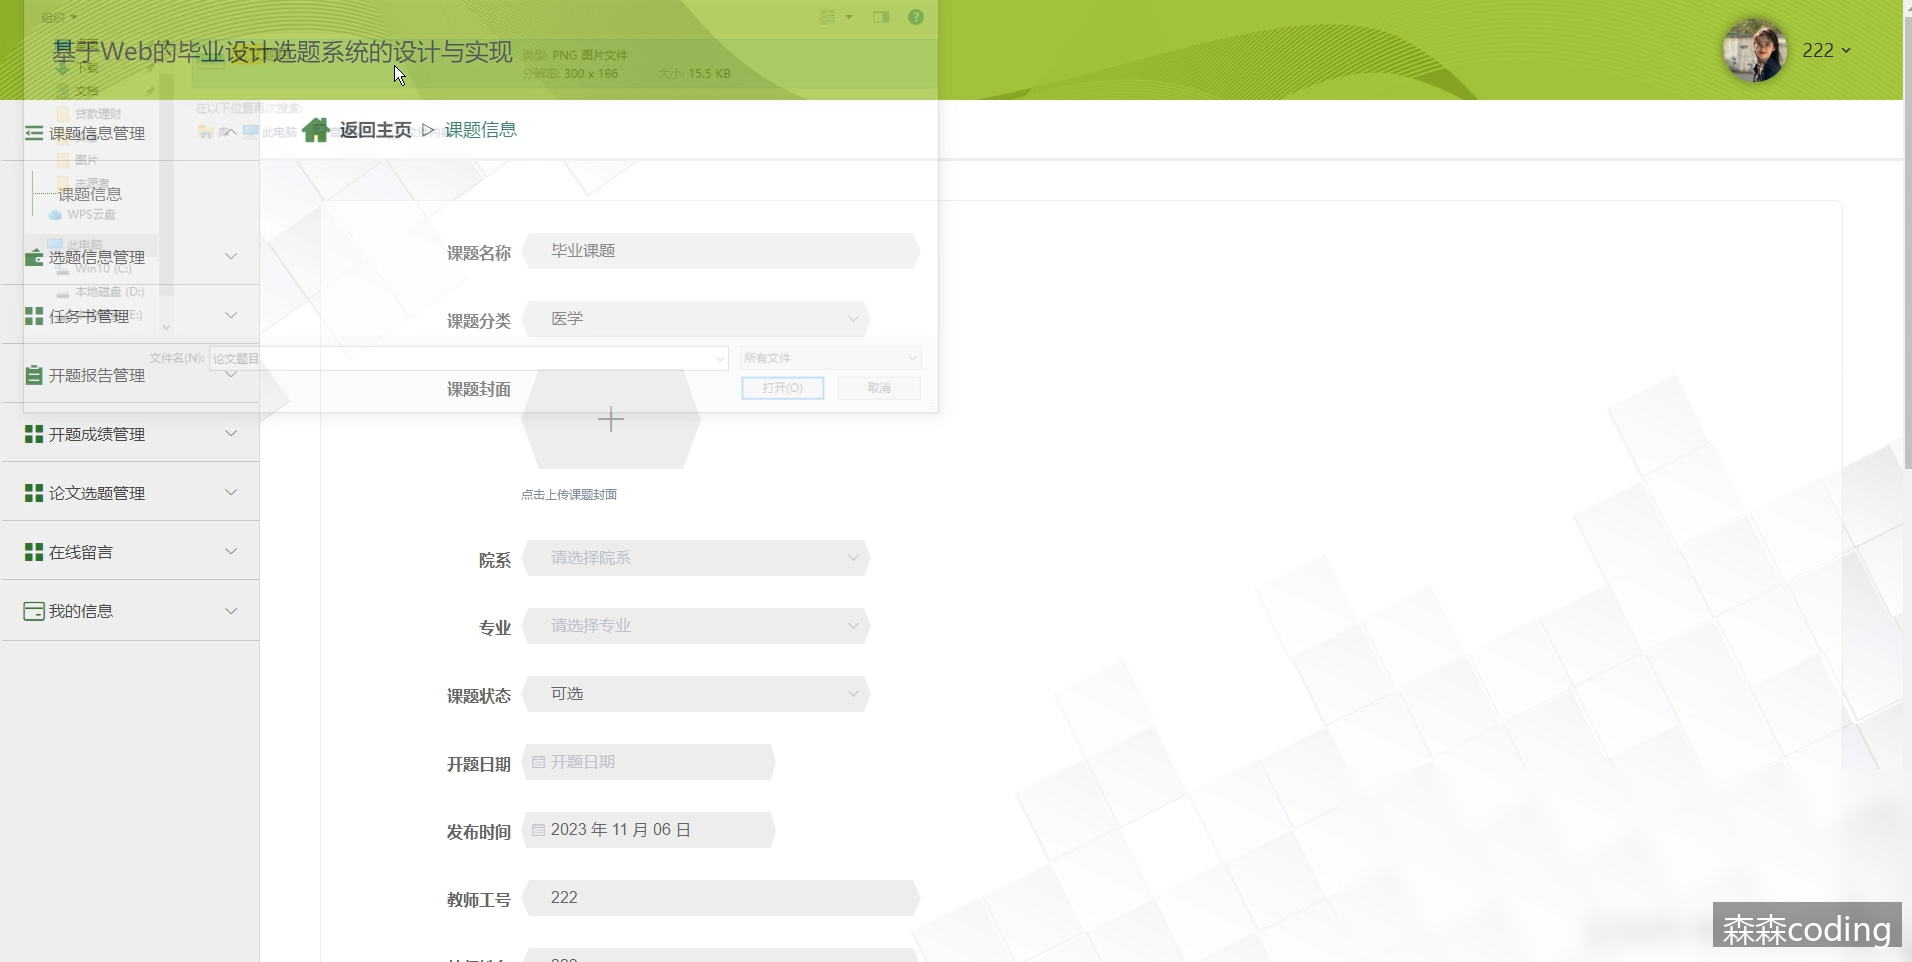 组织
基于Web的毕业设计选题系统的设计与实现
类型: PNG 图片文件
分辨率: 300 x 186
大小: 15.5 KB
222
下载
文档
贷款理财
在以下位置再次搜索:
库
此电脑
课题信息管理
返回主页
课题信息
图片
志愿者
课题信息
WPS云盘
此电脑
选题信息管理
Win10 (C:)
本地磁盘 (D:)
任务书管理
文件名(N):
论文题目
所有文件
打开(O)
取消
开题报告管理
开题成绩管理
论文选题管理
在线留言
我的信息
课题名称
毕业课题
课题分类
医学
课题封面
点击上传课题封面
院系
请选择院系
专业
请选择专业
课题状态
可选
开题日期
开题日期
发布时间
2023 年 11 月 06 日
教师工号
222
森森coding